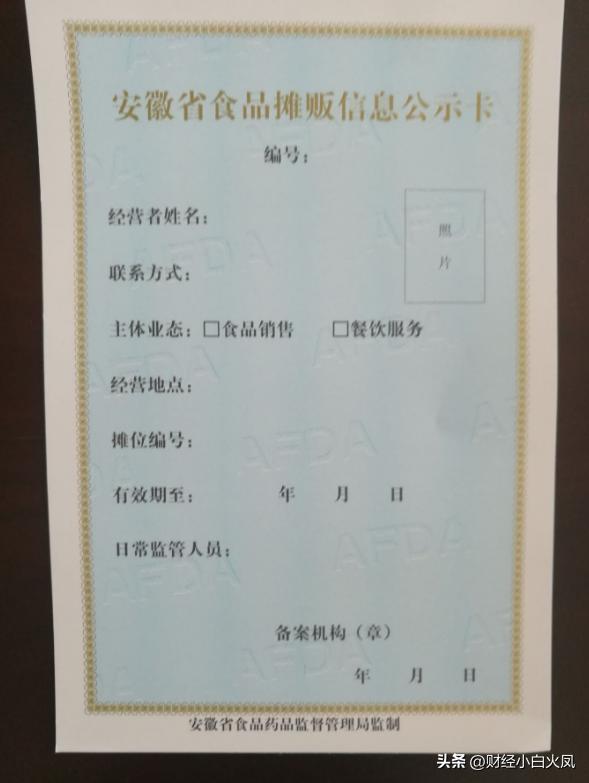 安徽省食品摊贩信息公示卡
编号：
经营者姓名：
照
片
联系方式：
主体业态：□食品销售 □餐饮服务
经营地点：
摊位编号：
有效期至： 年 月 日
日常监管人员：
备案机构（章）
年 月 日
安徽省食品药品监督管理局监制
头条 @财经小白火凤